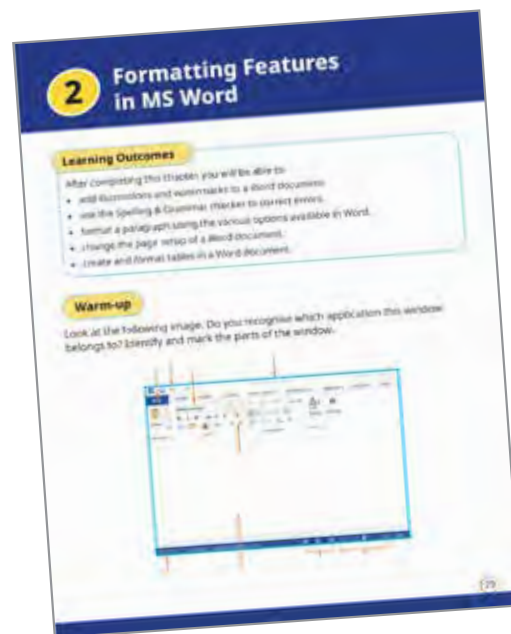 2
Formatting Features
in MS Word
Learning Outcomes
After completing this chapter, you will be able to
• add illustrations and watermarks to a Word document.
• use the Spelling & Grammar checker to correct errors.
• format a paragraph using the various options available in Word.
• change the page setup of a Word document.
• create and format tables in a Word document.
Warm-up
Look at the following image. Do you recognise which application this window
belongs to? Identify and mark the parts of the window.